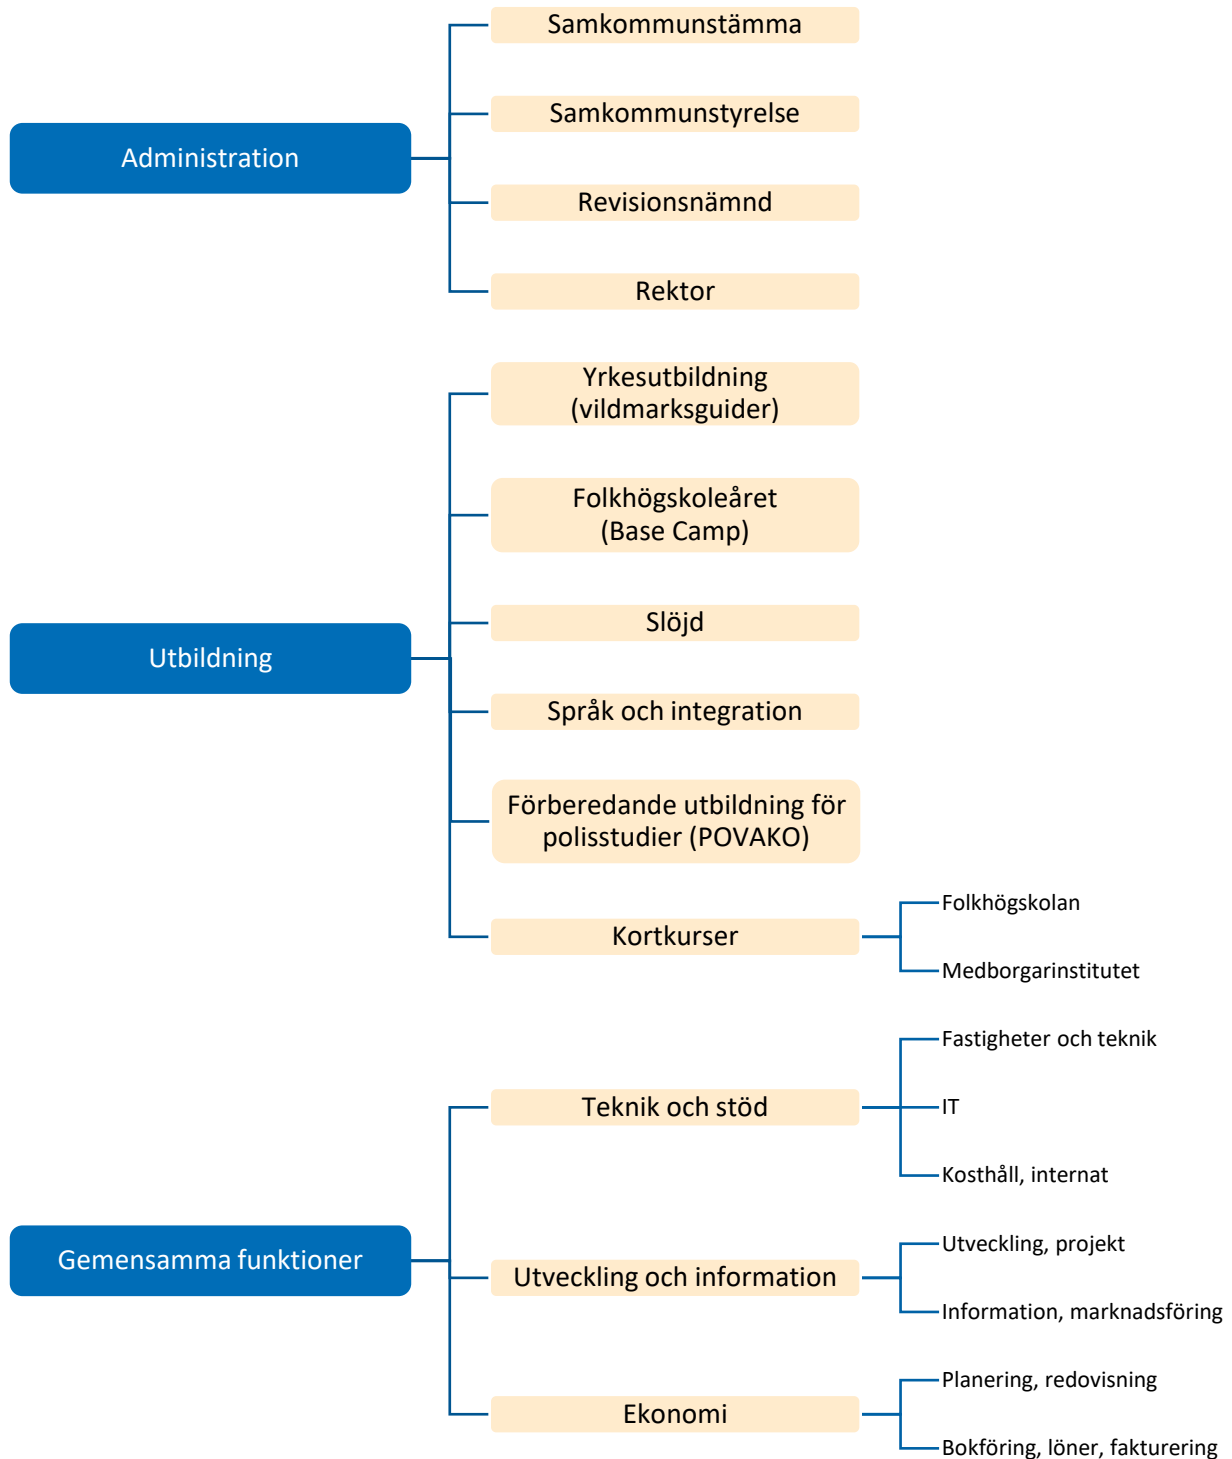 Administration
Samkommunstämma
Samkommunstyrelse
Revisionsnämnd
Rektor
Utbildning
Yrkesutbildning
(vildmarksguider)
Folkhögskoleåret
(Base Camp)
Slöjd
Språk och integration
Förberedande utbildning för
polisstudier (POVAKO)
Kortkurser
Folkhögskolan
Medborgarinstitutet
Gemensamma funktioner
Teknik och stöd
Fastigheter och teknik
IT
Kosthåll, internat
Utveckling och information
Utveckling, projekt
Information, marknadsföring
Ekonomi
Planering, redovisning
Bokföring, löner, fakturering